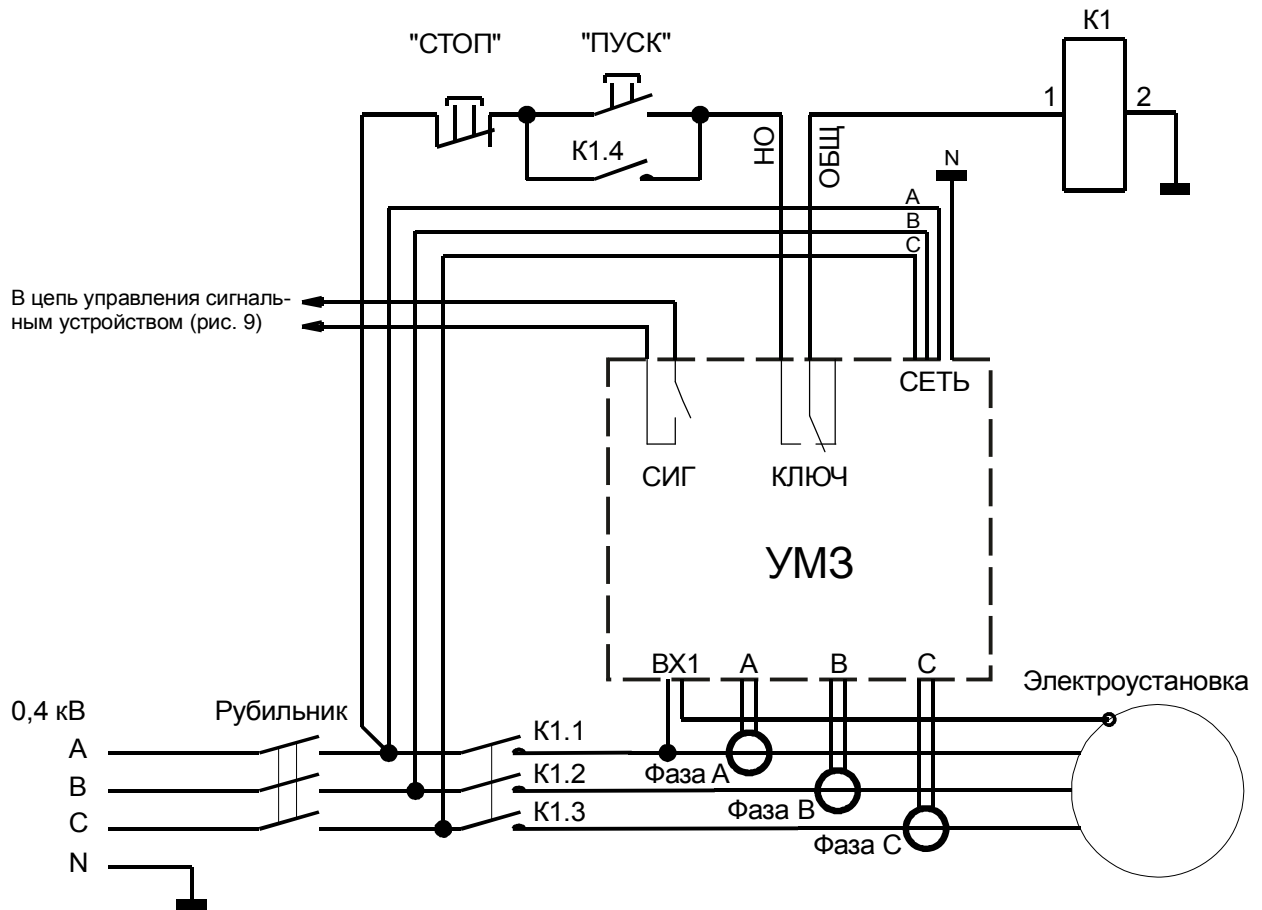 К1
"СТОП"
"ПУСК"
1
2
К1.4
НО
ОБЩ
N
А
В
С
В цепь управления сигналь-
ным устройством (рис. 9)
СЕТЬ
СИГ
КЛЮЧ
УМЗ
ВХ1
А
В
С
Электроустановка
0,4 кВ
Рубильник
К1.1
А
Фаза А
К1.2
В
Фаза В
К1.3
С
Фаза С
N